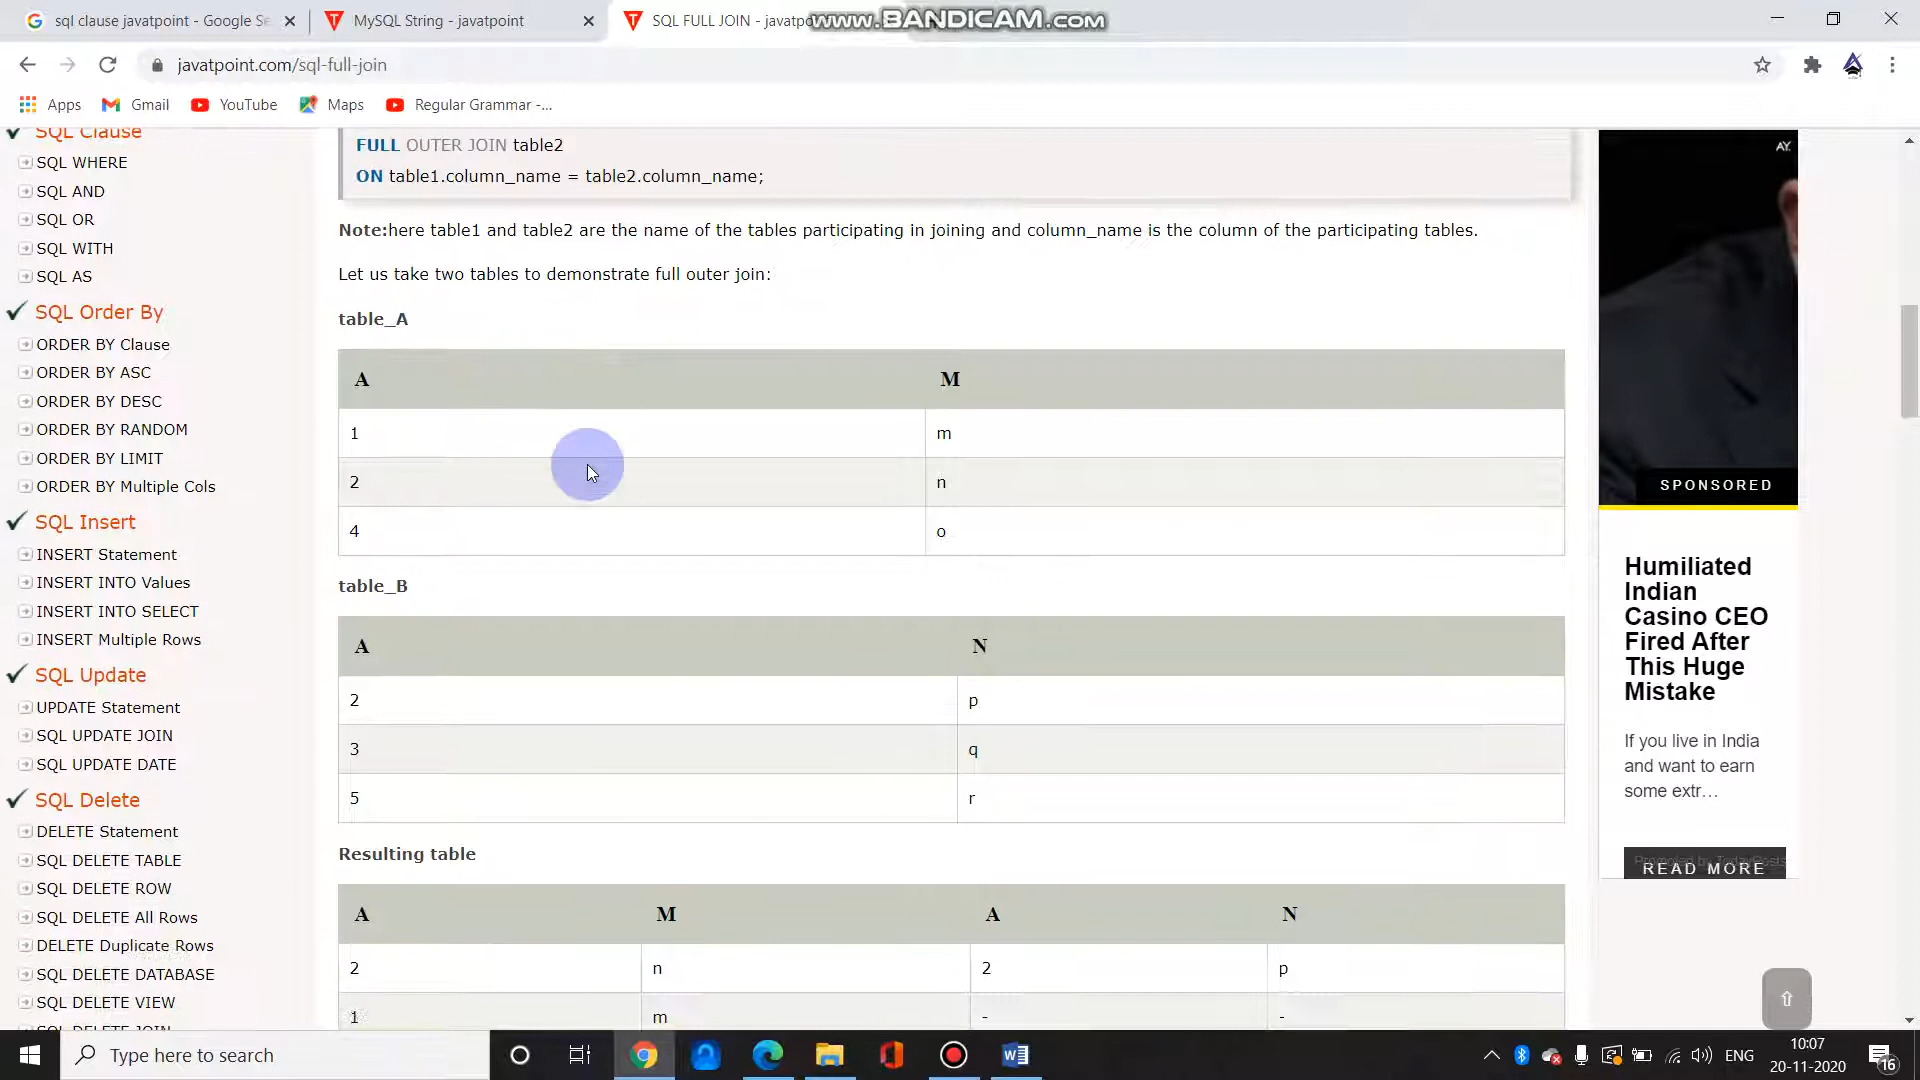 sql clause javatpoint - Google Se
MySQL String - javatpoint
SQL FULL JOIN - javatpo
www.BANDICAM.com
javatpoint.com/sql-full-join
Apps
Gmail
YouTube
Maps
Regular Grammar -...
SQL Clause
SQL WHERE
SQL AND
SQL OR
SQL WITH
SQL AS
SQL Order By
ORDER BY Clause
ORDER BY ASC
ORDER BY DESC
ORDER BY RANDOM
ORDER BY LIMIT
ORDER BY Multiple Cols
SQL Insert
INSERT Statement
INSERT INTO Values
INSERT INTO SELECT
INSERT Multiple Rows
SQL Update
UPDATE Statement
SQL UPDATE JOIN
SQL UPDATE DATE
SQL Delete
DELETE Statement
SQL DELETE TABLE
SQL DELETE ROW
SQL DELETE All Rows
DELETE Duplicate Rows
SQL DELETE DATABASE
SQL DELETE VIEW
SQL DELETE JOIN
FULL OUTER JOIN table2
ON table1.column_name = table2.column_name;
Note:here table1 and table2 are the name of the tables participating in joining and column_name is the column of the participating tables.
Let us take two tables to demonstrate full outer join:
table_A
A M
1 m
2 n
4 o
table_B
A N
2 p
3 q
5 r
Resulting table
A M A N
2 n 2 p
1 m - -
AY.
SPONSORED
Humiliated
Indian
Casino CEO
Fired After
This Huge
Mistake
If you live in India
and want to earn
some extr...
Promoted by TodayPosts
READ MORE
Type here to search
ENG
10:07
20-11-2020
16